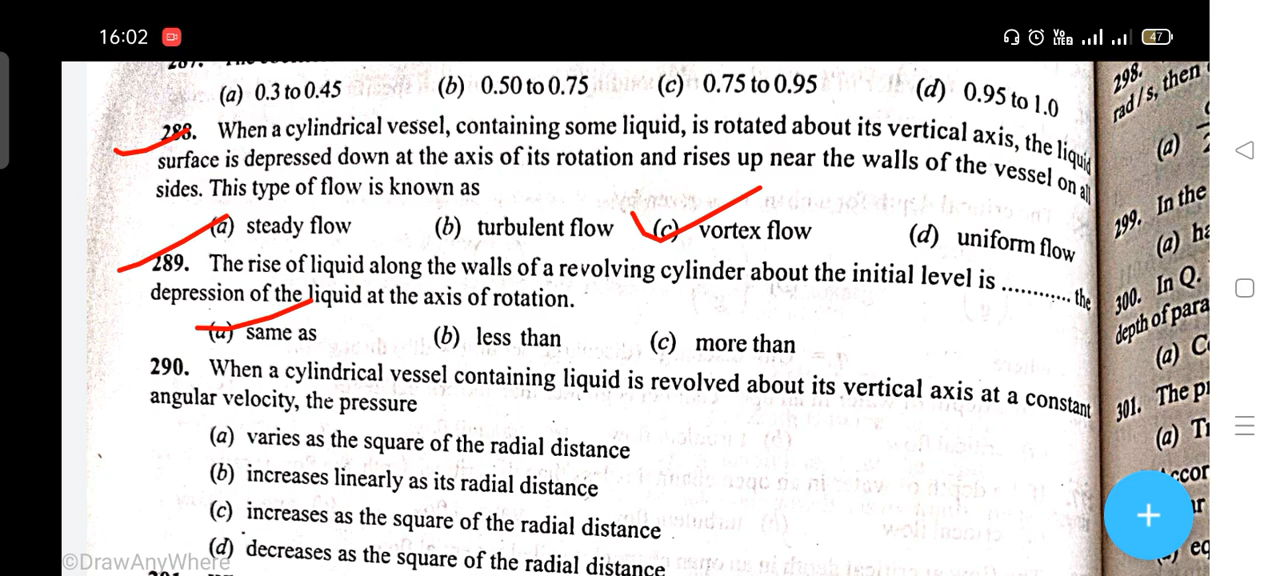 16:02
Vo LTE2
47
(a) 0.3 to 0.45 (b) 0.50 to 0.75 (c) 0.75 to 0.95 (d) 0.95 to 1.0
288. When a cylindrical vessel, containing some liquid, is rotated about its vertical axis, the liquid
surface is depressed down at the axis of its rotation and rises up near the walls of the vessel on all
sides. This type of flow is known as
(a) steady flow (b) turbulent flow (c) vortex flow (d) uniform flow
289. The rise of liquid along the walls of a revolving cylinder about the initial level is ............ the
depression of the liquid at the axis of rotation.
(a) same as (b) less than (c) more than
290. When a cylindrical vessel containing liquid is revolved about its vertical axis at a constant
angular velocity, the pressure
(a) varies as the square of the radial distance
(b) increases linearly as its radial distance
(c) increases as the square of the radial distance
(d) decreases as the square of the radial distance
©DrawAnyWhere
298.
rad/s, then
(a)
299. In the
(a)
300. In Q.
depth of para
(a)
301. The
(a)